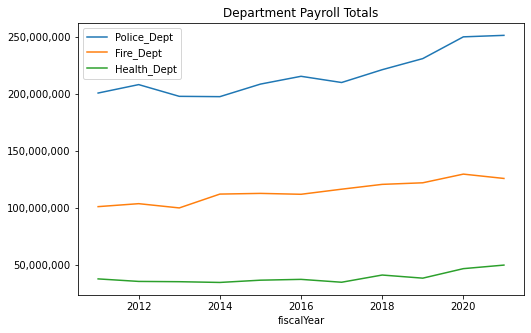 Department Payroll Totals
Police_Dept
Fire_Dept
Health_Dept
250,000,000
200,000,000
150,000,000
100,000,000
50,000,000
2012 2014 2016 2018 2020
fiscalYear